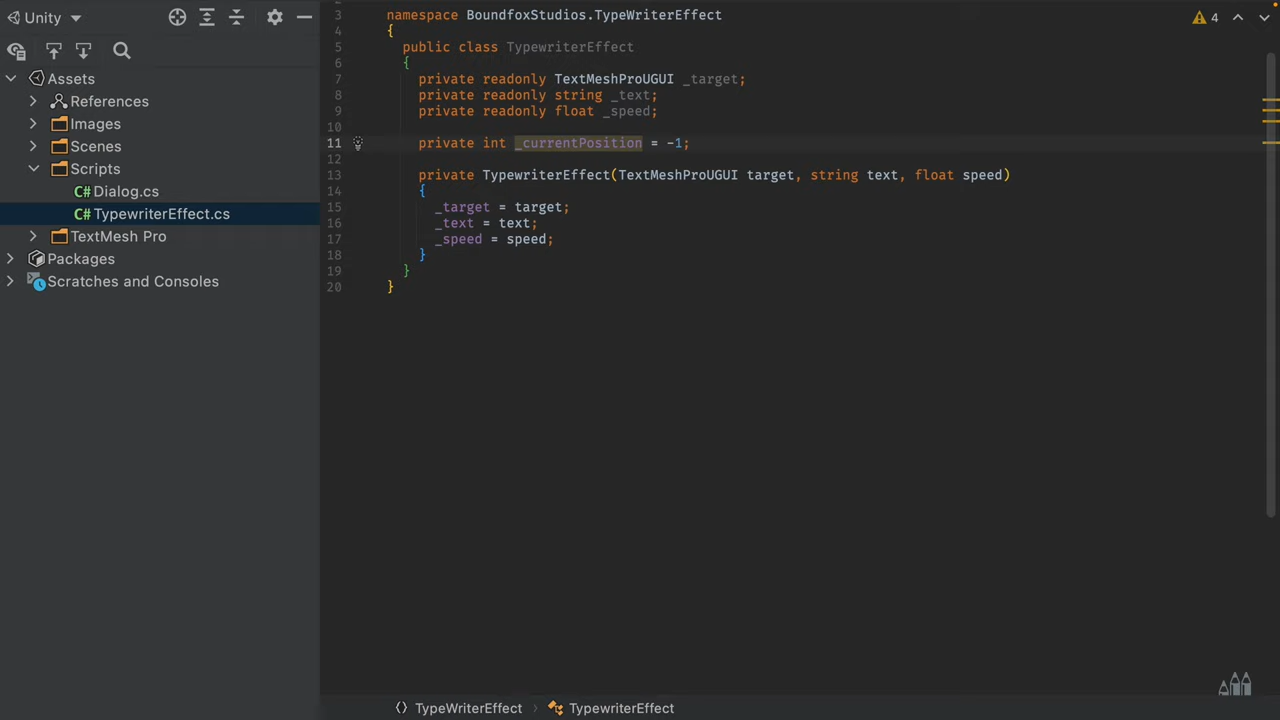 Unity
Assets
References
Images
Scenes
Scripts
C# Dialog.cs
C# TypewriterEffect.cs
TextMesh Pro
Packages
Scratches and Consoles
4
3 namespace BoundfoxStudios.TypeWriterEffect
4 {
5 public class TypewriterEffect
6 {
7 private readonly TextMeshProUGUI _target;
8 private readonly string _text;
9 private readonly float _speed;
10
11 private int _currentPosition = -1;
12
13 private TypewriterEffect(TextMeshProUGUI target, string text, float speed)
14 {
15 _target = target;
16 _text = text;
17 _speed = speed;
18 }
19 }
20 }
{} TypeWriterEffect > TypewriterEffect